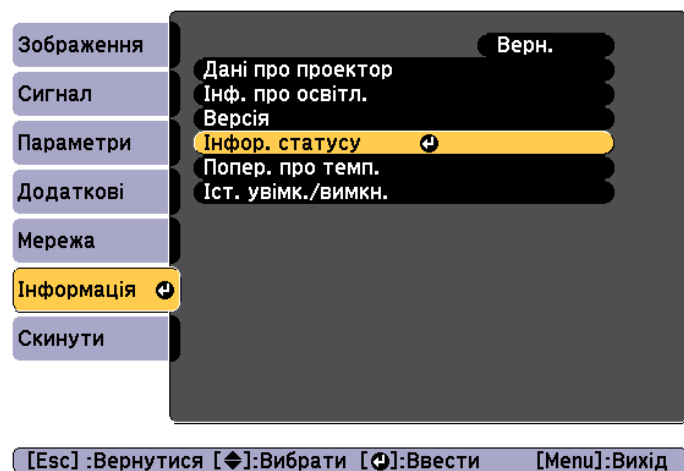 Зображення
Сигнал
Параметри
Додаткові
Мережа
Інформація
Скинути
Верн.
Дані про проектор
Інф. про освітл.
Версія
Інфор. статусу
Попер. про темп.
Іст. увімк./вимкн.
[Esc] :Вернутися [◆]:Вибрати [⏎]:Ввести [Menu]:Вихід